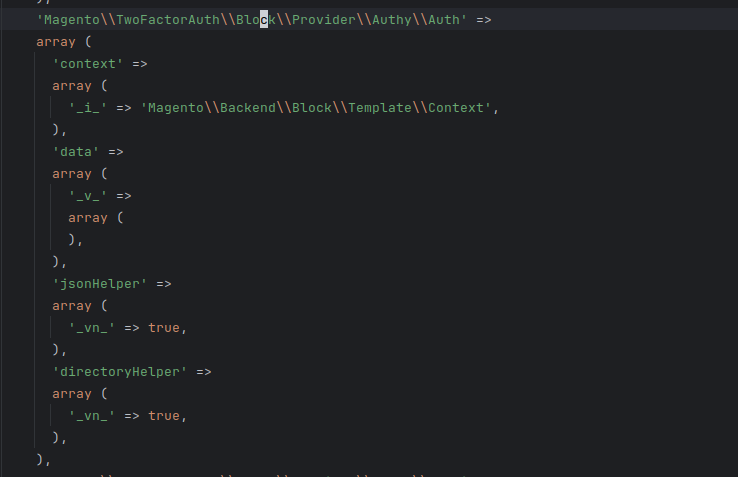 'Magento\\TwoFactorAuth\\Block\\Provider\\Authy\\Auth' =>
array (
'context' =>
array (
'_i_' => 'Magento\\Backend\\Block\\Template\\Context',
),
'data' =>
array (
'_v_' =>
array (
),
),
'jsonHelper' =>
array (
'_vn_' => true,
),
'directoryHelper' =>
array (
'_vn_' => true,
),
),